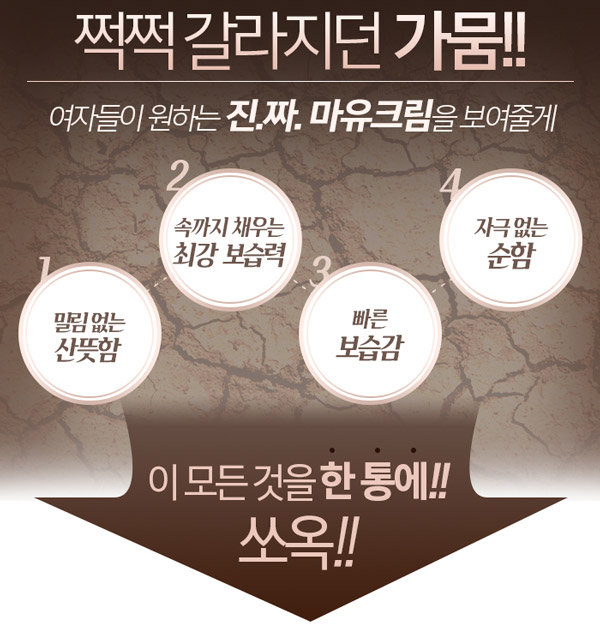 쩍쩍 갈라지던 가뭄!!
여자들이 원하는 진.짜. 마유크림을 보여줄게
1
밀림 없는
산뜻함
2
속까지 채우는
최강 보습력
3
빠른
보습감
4
자극 없는
순함
이 모든 것을 한 통에!!
쏘옥!!